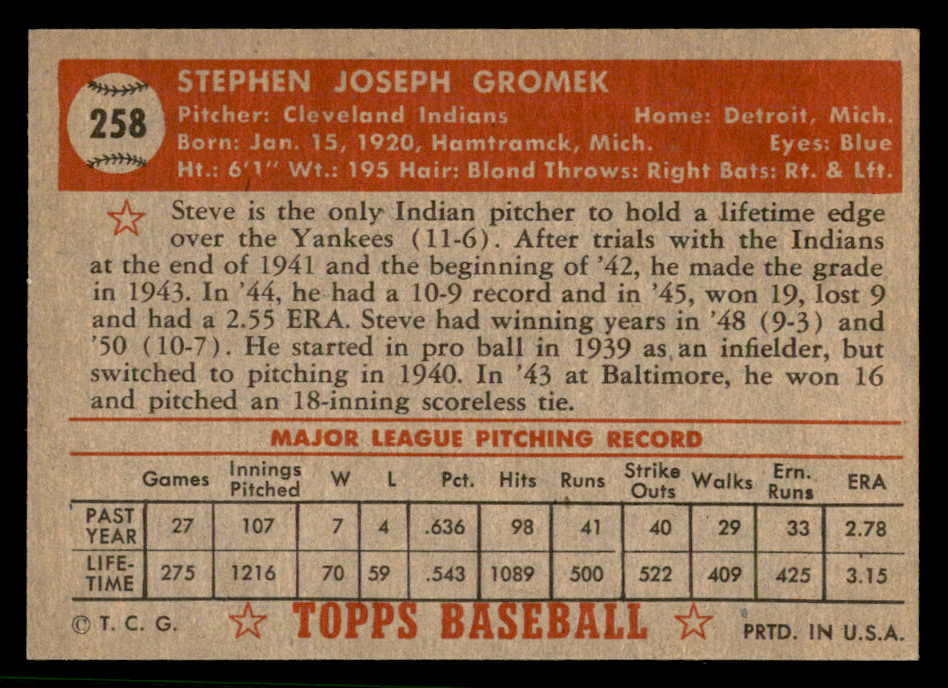 258
STEPHEN JOSEPH GROMEK
Pitcher: Cleveland Indians Home: Detroit, Mich.
Born: Jan. 15, 1920, Hamtramck, Mich. Eyes: Blue
Ht.: 6'1" Wt.: 195 Hair: Blond Throws: Right Bats: Rt. & Lft.
Steve is the only Indian pitcher to hold a lifetime edge
over the Yankees (11-6). After trials with the Indians
at the end of 1941 and the beginning of '42, he made the grade
in 1943. In '44, he had a 10-9 record and in '45, won 19, lost 9
and had a 2.55 ERA. Steve had winning years in '48 (9-3) and
'50 (10-7). He started in pro ball in 1939 as an infielder, but
switched to pitching in 1940. In '43 at Baltimore, he won 16
and pitched an 18-inning scoreless tie.
MAJOR LEAGUE PITCHING RECORD
Games Innings Pitched W L Pct. Hits Runs Strike Outs Walks Ern. Runs ERA
PAST YEAR 27 107 7 4 .636 98 41 40 29 33 2.78
LIFE-TIME 275 1216 70 59 .543 1089 500 522 409 425 3.15
© T. C. G. TOPPS BASEBALL PRTD. IN U.S.A.